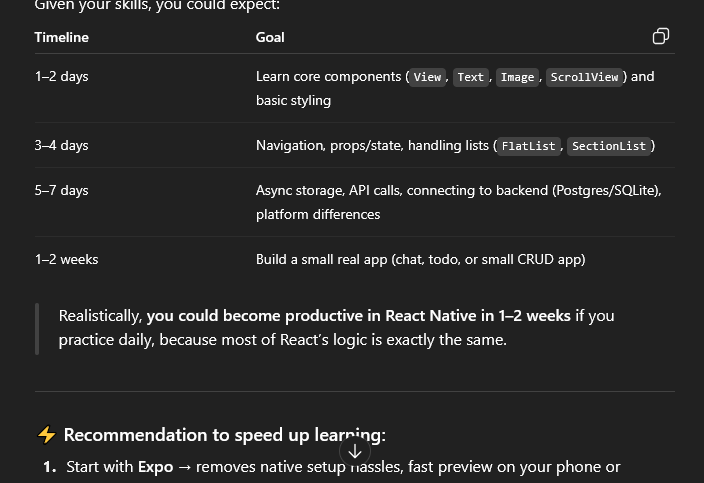 Given your skills, you could expect:
Timeline Goal
1–2 days Learn core components (View, Text, Image, ScrollView) and
basic styling
3–4 days Navigation, props/state, handling lists (FlatList, SectionList)
5–7 days Async storage, API calls, connecting to backend (Postgres/SQLite),
platform differences
1–2 weeks Build a small real app (chat, todo, or small CRUD app)
Realistically, you could become productive in React Native in 1–2 weeks if you
practice daily, because most of React's logic is exactly the same.
⚡ Recommendation to speed up learning:
1. Start with Expo → removes native setup hassles, fast preview on your phone or